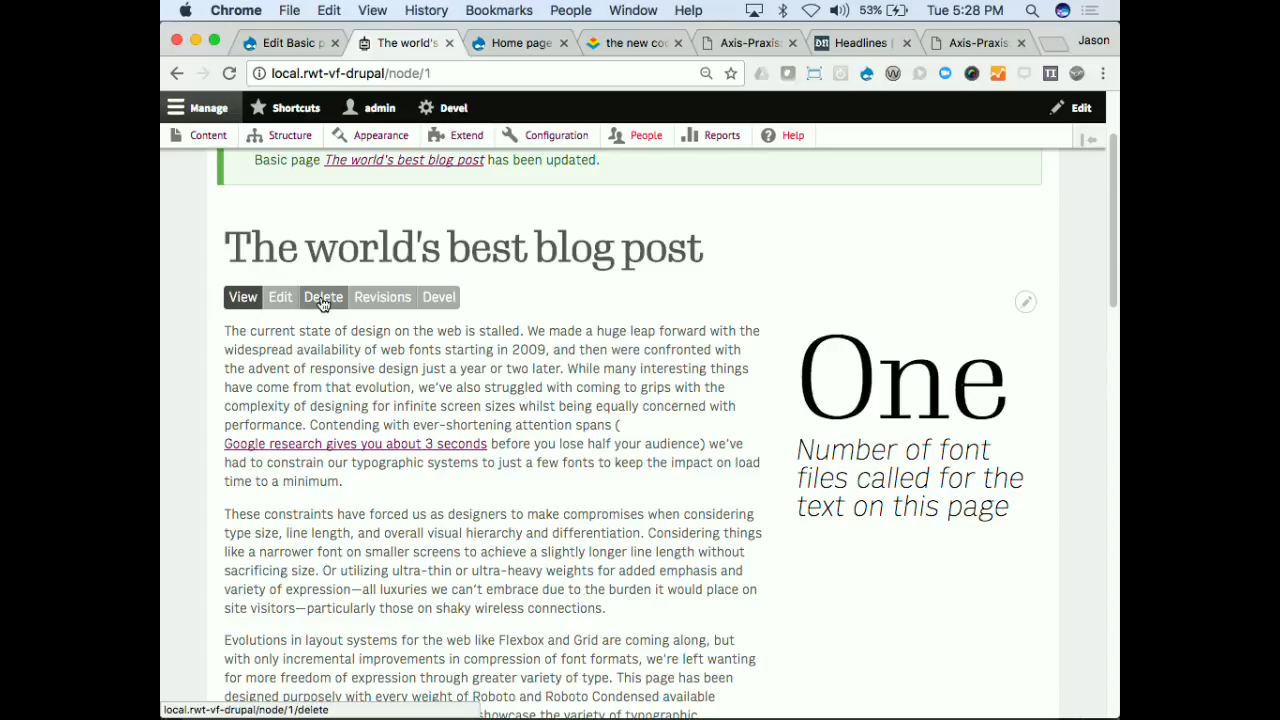 Chrome File Edit View History Bookmarks People Window Help 53% Tue 5:28 PM
Edit Basic p The world's Home page the new co Axis-Praxis Headlines Axis-Praxis Jason
local.rwt-vf-drupal/node/1
Manage Shortcuts admin Devel Edit
Content Structure Appearance Extend Configuration People Reports Help
Basic page The world's best blog post has been updated.
The world's best blog post
View Edit Delete Revisions Devel
The current state of design on the web is stalled. We made a huge leap forward with the
widespread availability of web fonts starting in 2009, and then were confronted with
the advent of responsive design just a year or two later. While many interesting things
have come from that evolution, we've also struggled with coming to grips with the
complexity of designing for infinite screen sizes whilst being equally concerned with
performance. Contending with ever-shortening attention spans (
Google research gives you about 3 seconds before you lose half your audience) we've
had to constrain our typographic systems to just a few fonts to keep the impact on load
time to a minimum.
These constraints have forced us as designers to make compromises when considering
type size, line length, and overall visual hierarchy and differentiation. Considering things
like a narrower font on smaller screens to achieve a slightly longer line length without
sacrificing size. Or utilizing ultra-thin or ultra-heavy weights for added emphasis and
variety of expression—all luxuries we can't embrace due to the burden it would place on
site visitors—particularly those on shaky wireless connections.
Evolutions in layout systems for the web like Flexbox and Grid are coming along, but
with only incremental improvements in compression of font formats, we're left wanting
for more freedom of expression through greater variety of type. This page has been
designed purposely with every weight of Roboto and Roboto Condensed available
showcase the variety of typographic
One
Number of font
files called for the
text on this page
local.rwt-vf-drupal/node/1/delete